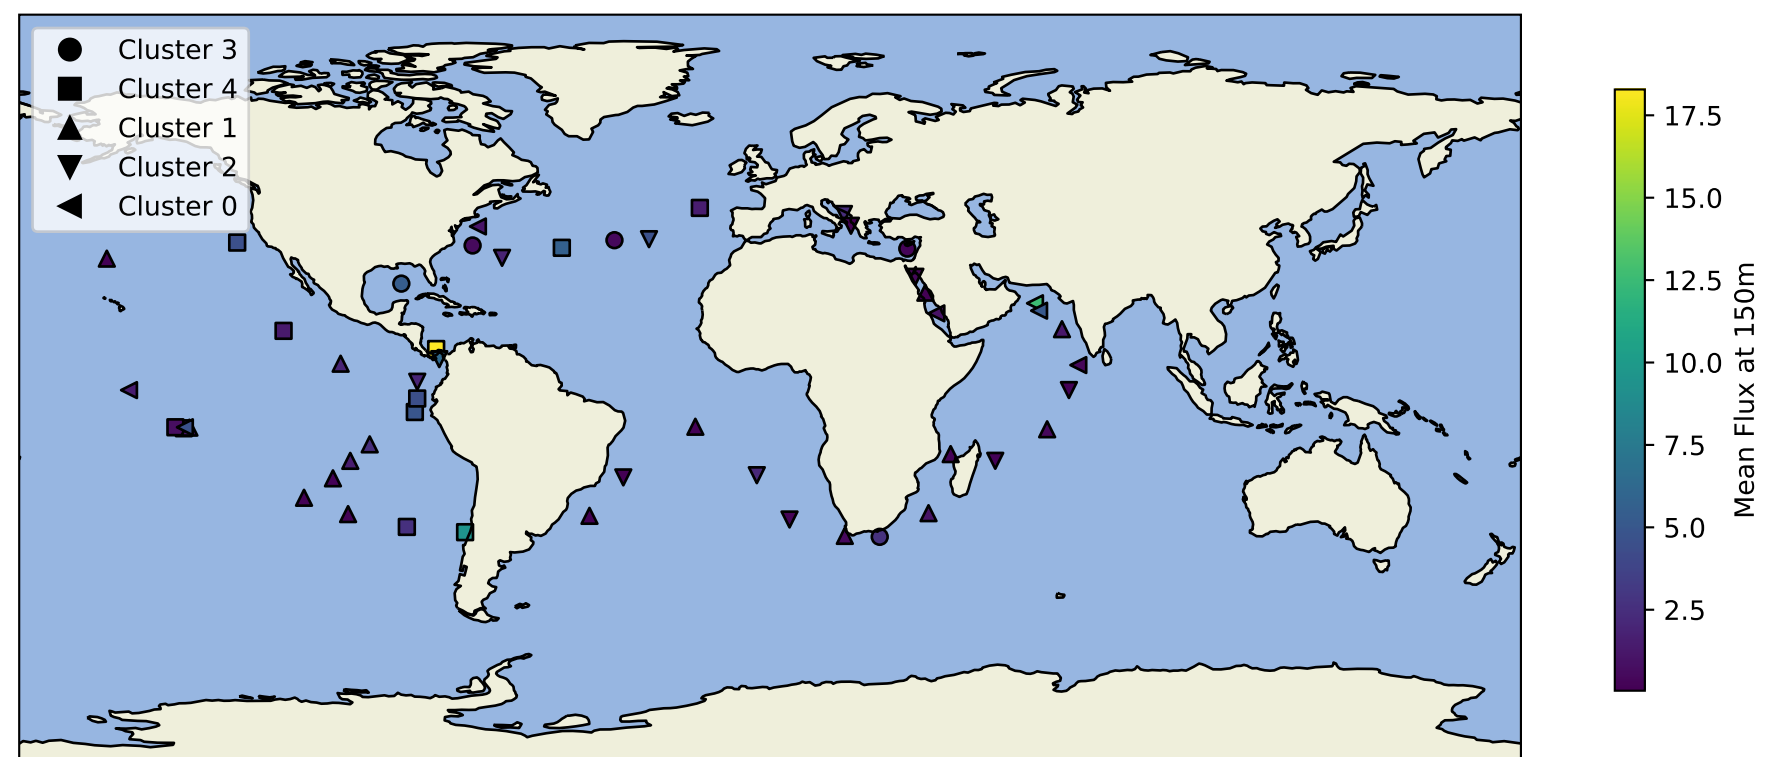 Cluster 3
Cluster 4
Cluster 1
Cluster 2
Cluster 0
17.5
15.0
12.5
10.0
7.5
5.0
2.5
Mean Flux at 150m